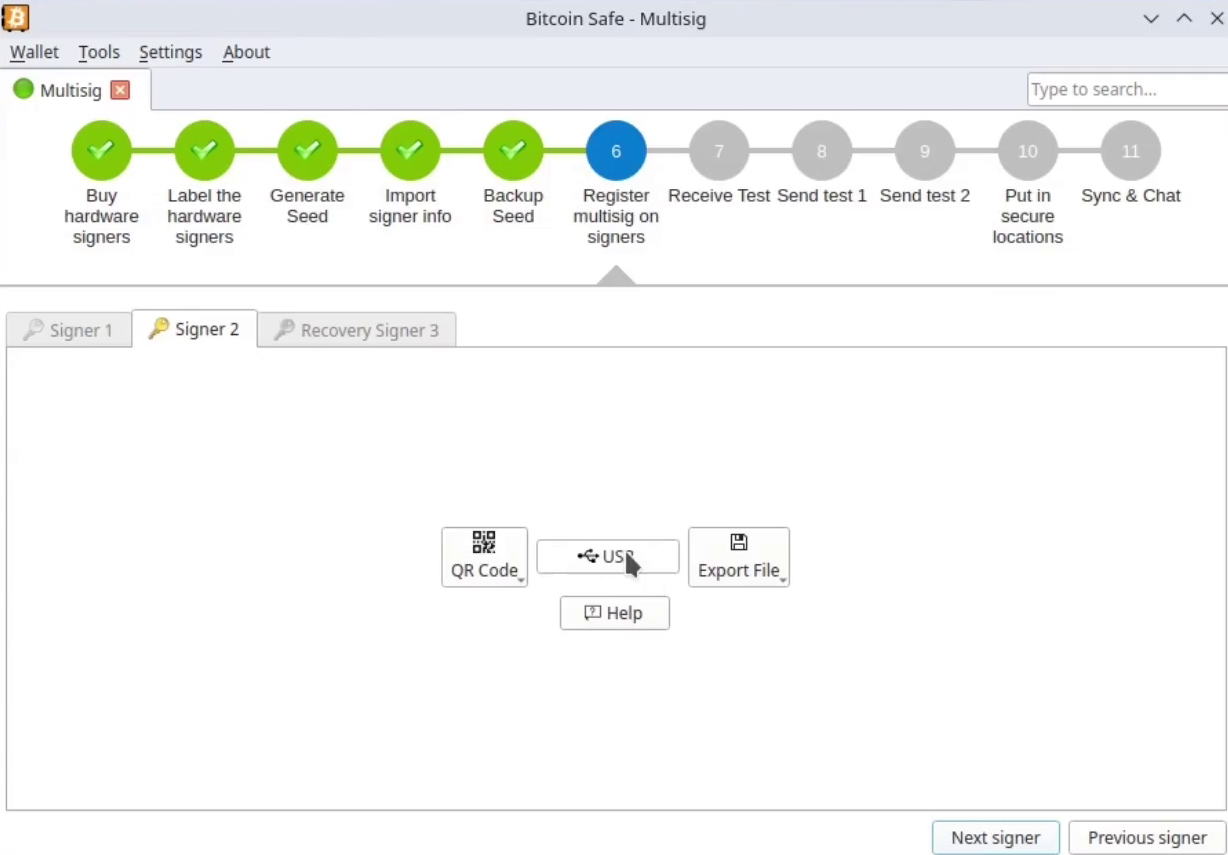 Bitcoin Safe - Multisig
Wallet Tools Settings About
Multisig
Type to search...
6 7 8 9 10 11
Buy hardware signers
Label the hardware signers
Generate Seed
Import signer info
Backup Seed
Register multisig on signers
Receive Test
Send test 1
Send test 2
Put in secure locations
Sync & Chat
Signer 1
Signer 2
Recovery Signer 3
QR Code
USB
Export File
Help
Next signer
Previous signer